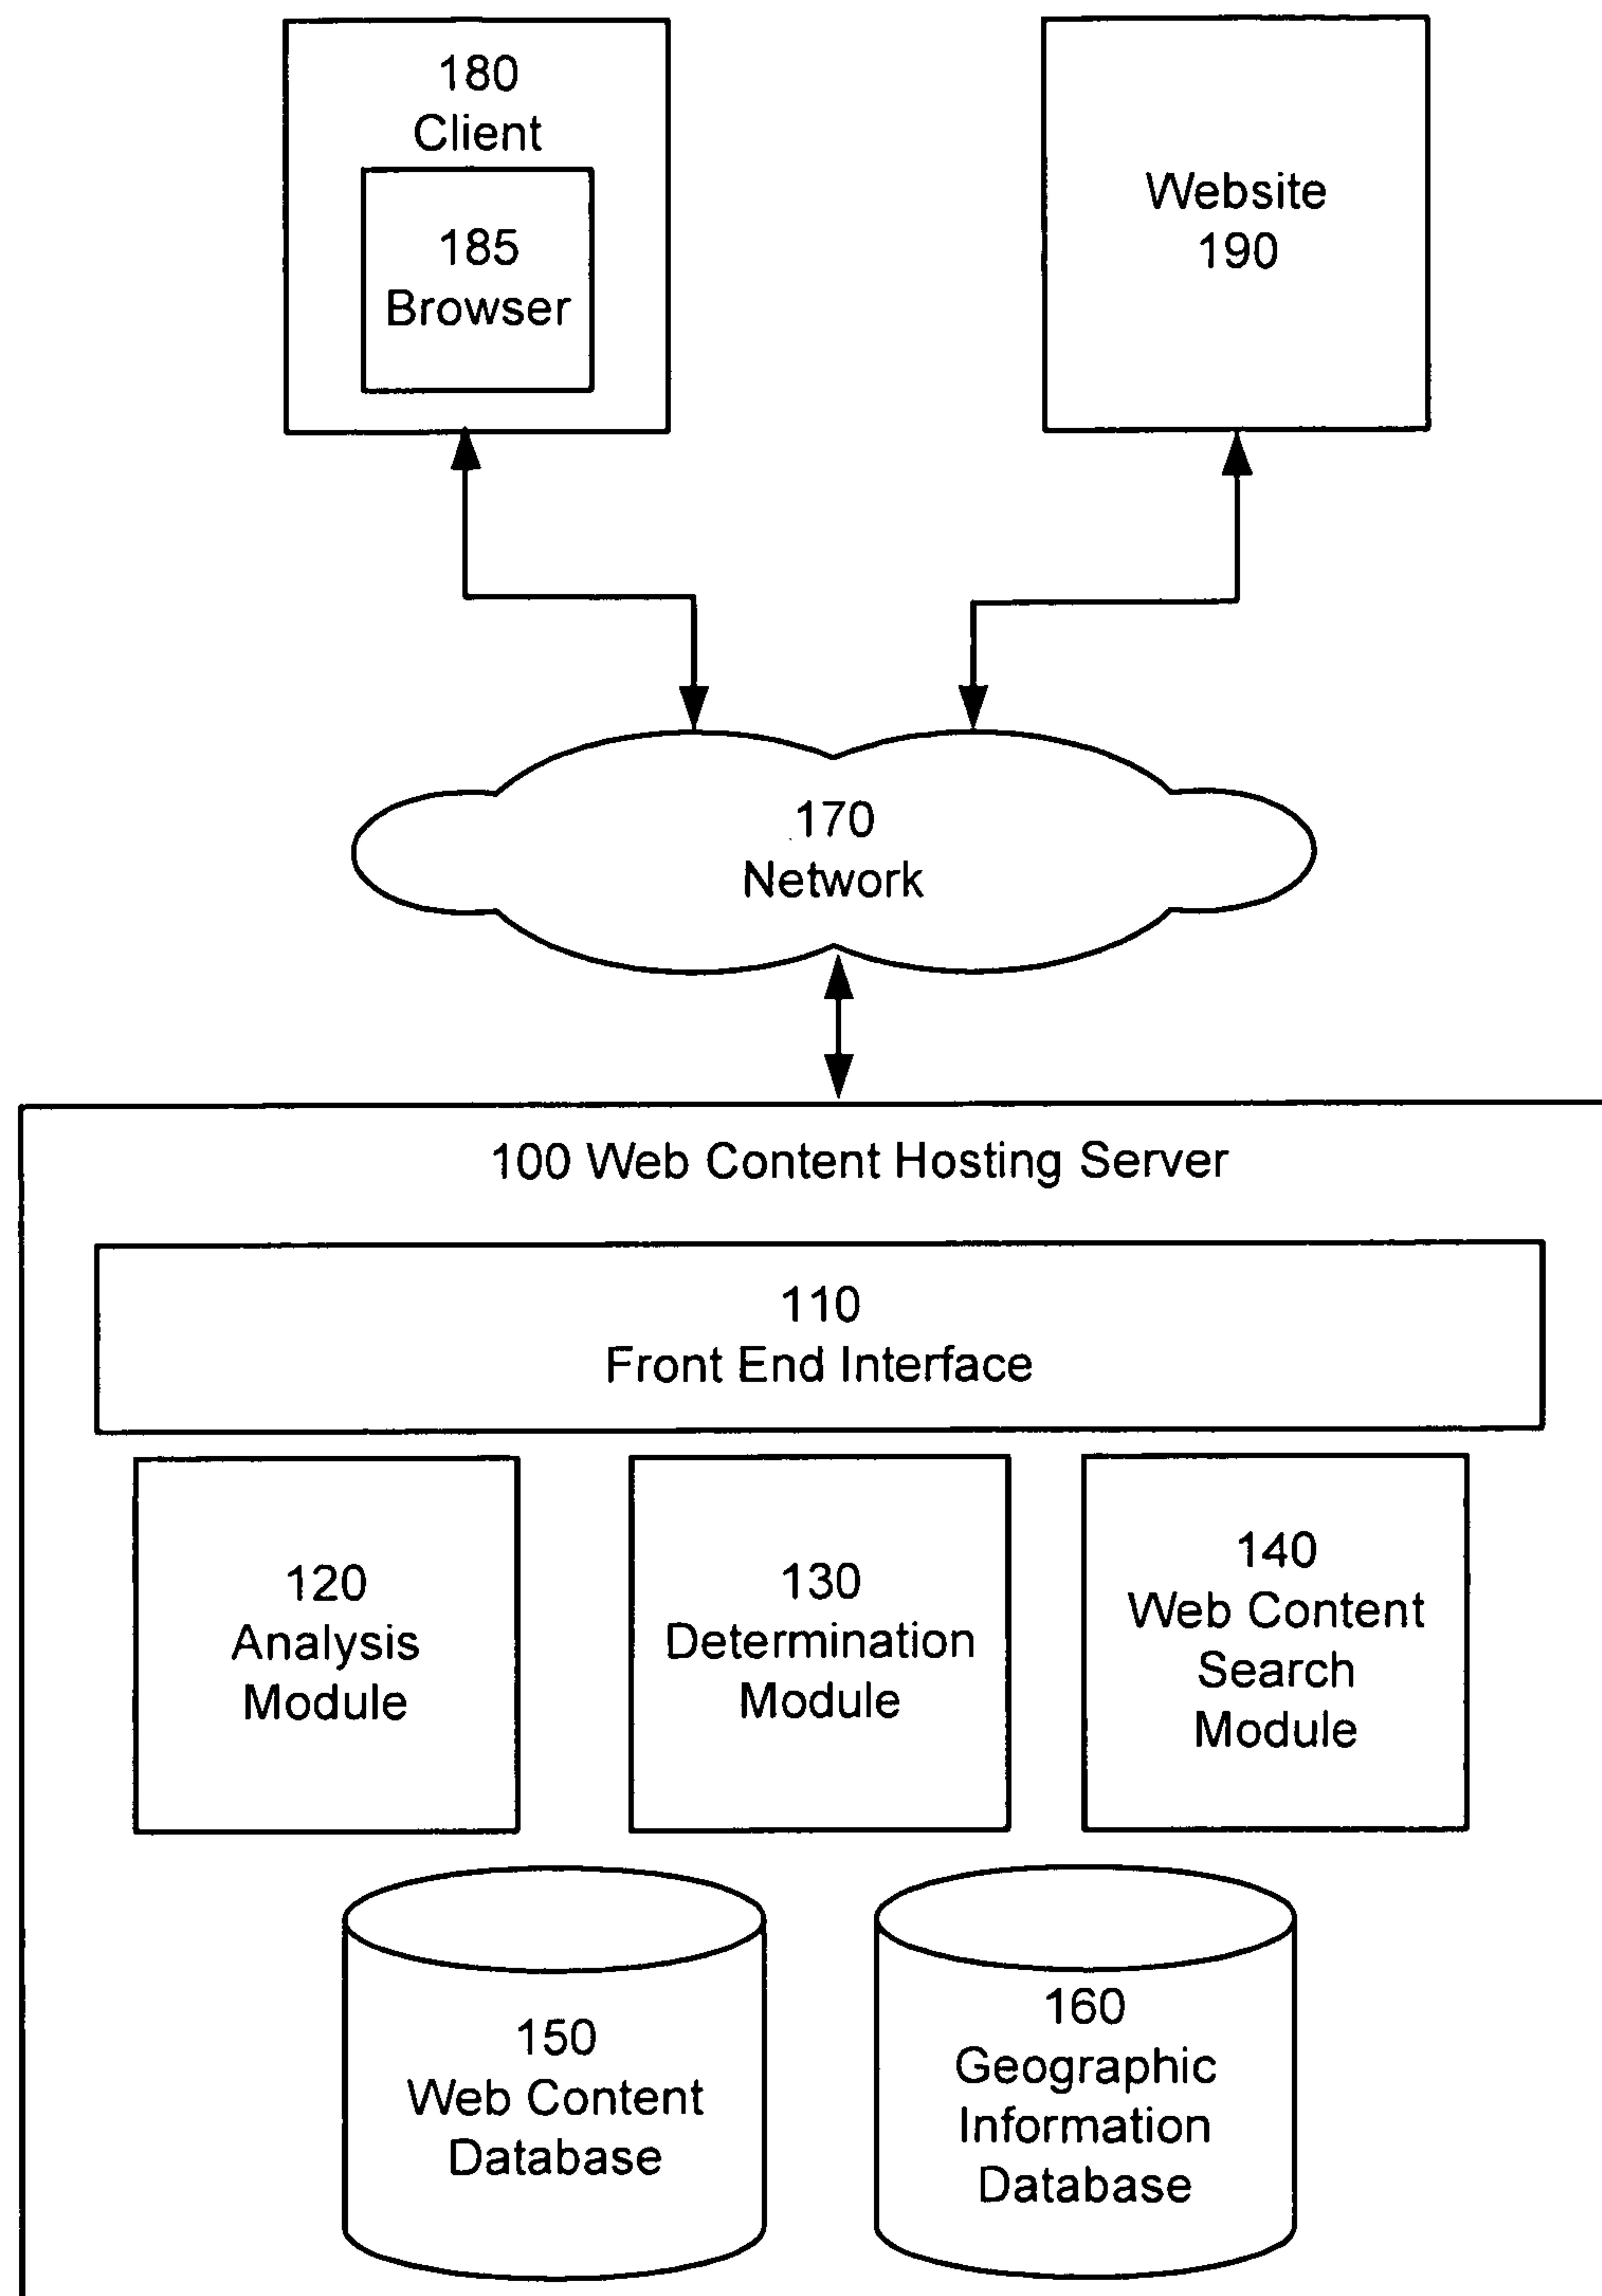 180
Client
185
Browser
Website
190
170
Network
100 Web Content Hosting Server
110
Front End Interface
120
Analysis
Module
130
Determination
Module
140
Web Content
Search
Module
150
Web Content
Database
160
Geographic
Information
Database